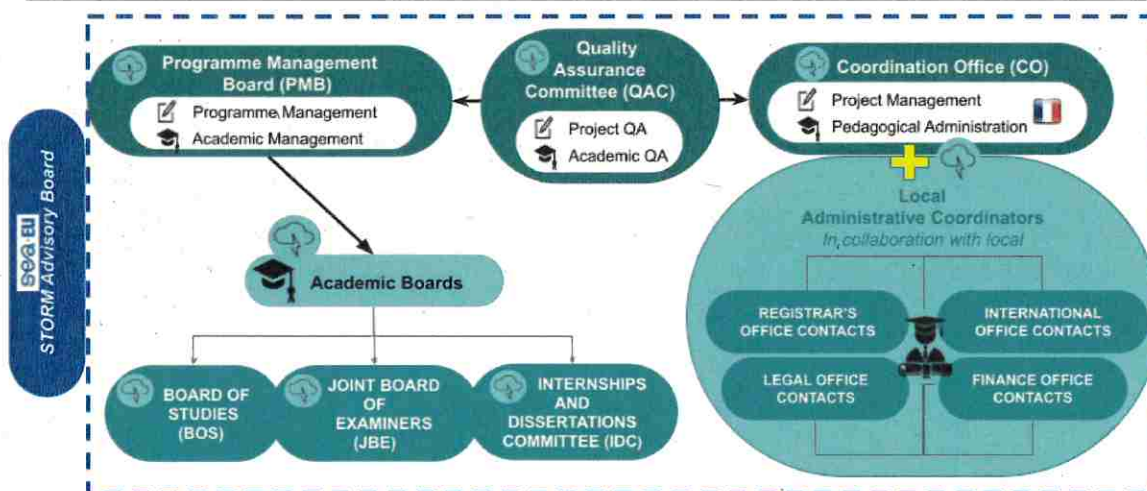 sea-eu
STORM Advisory Board
Programme Management
Board (PMB)
Programme Management
Academic Management
Quality
Assurance
Committee (QAC)
Project QA
Academic QA
Coordination Office (CO)
Project Management
Pedagogical Administration
Local
Administrative Coordinators
In collaboration with local
REGISTRAR'S
OFFICE CONTACTS
INTERNATIONAL
OFFICE CONTACTS
LEGAL OFFICE
CONTACTS
FINANCE OFFICE
CONTACTS
Academic Boards
BOARD OF
STUDIES
(BOS)
JOINT BOARD
OF
EXAMINERS
(JBE)
INTERNSHIPS
AND
DISSERTATIONS
COMMITTEE (IDC)